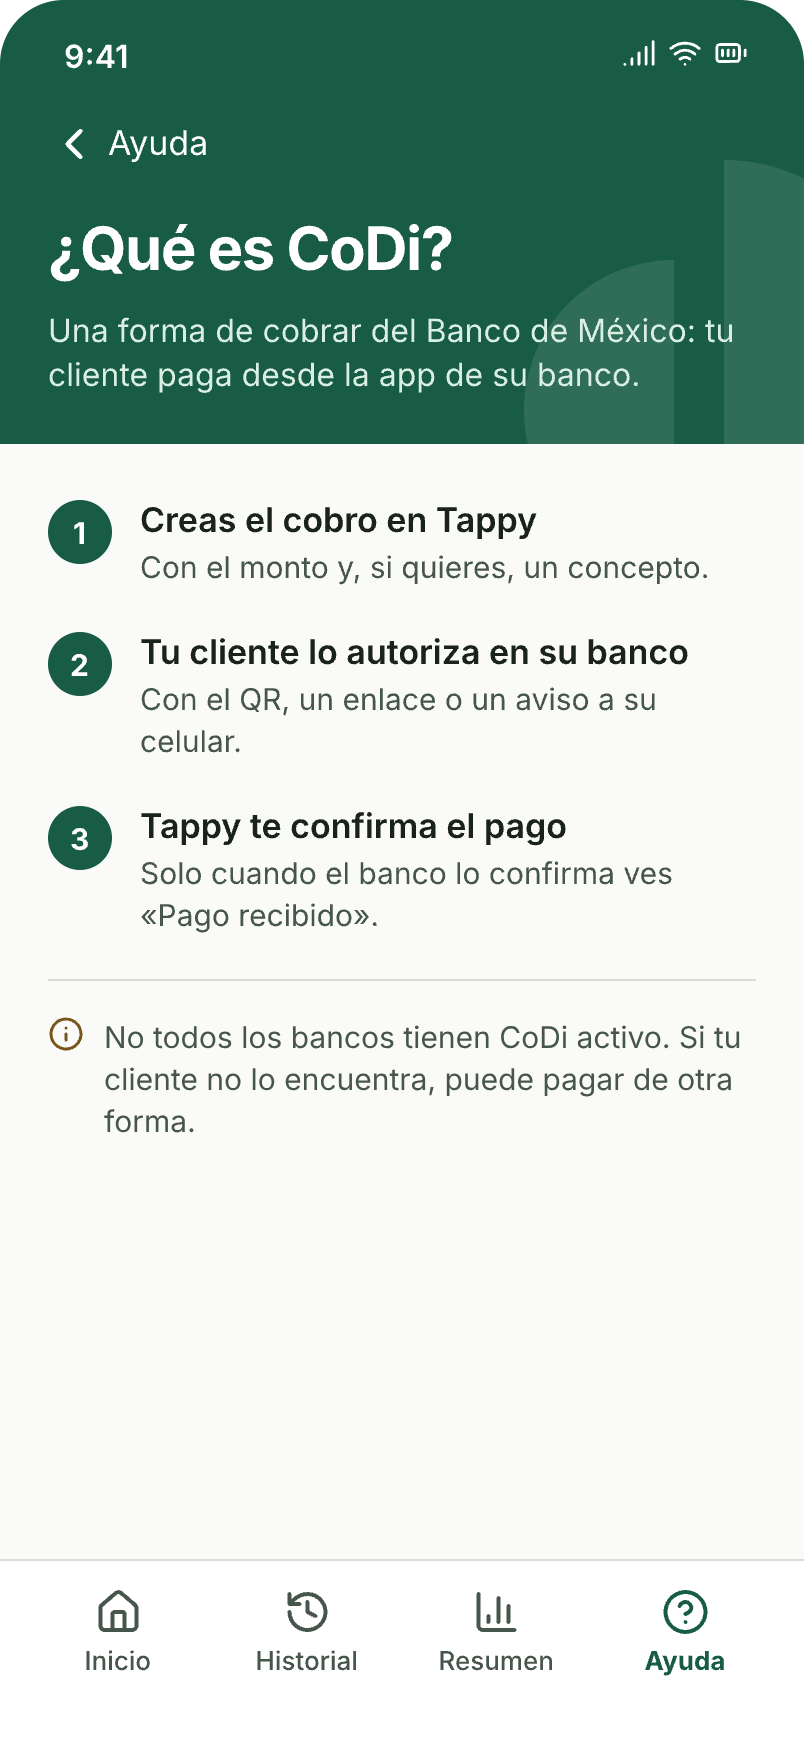 9:41
Ayuda
¿Qué es CoDi?
Una forma de cobrar del Banco de México: tu
cliente paga desde la app de su banco.
1
Creas el cobro en Tappy
Con el monto y, si quieres, un concepto.
2
Tu cliente lo autoriza en su banco
Con el QR, un enlace o un aviso a su
celular.
3
Tappy te confirma el pago
Solo cuando el banco lo confirma ves
«Pago recibido».
No todos los bancos tienen CoDi activo. Si tu
cliente no lo encuentra, puede pagar de otra
forma.
Inicio
Historial
Resumen
Ayuda